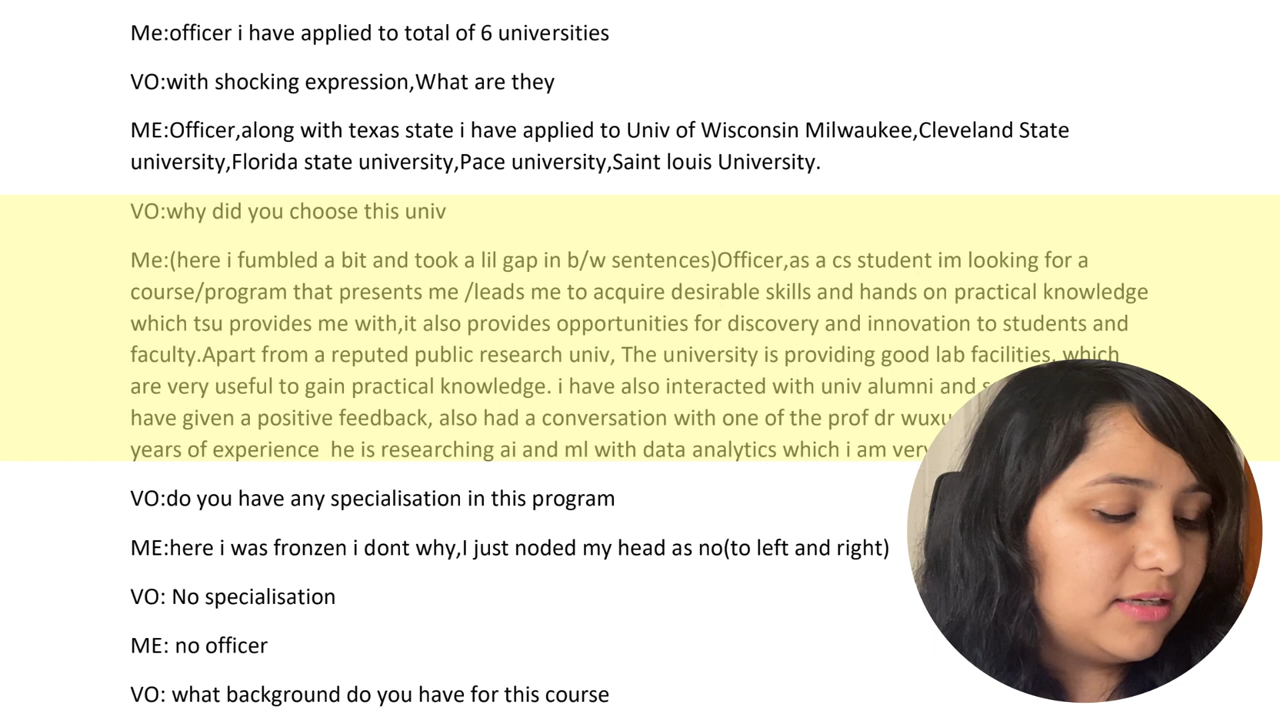 Me:officer i have applied to total of 6 universities
VO:with shocking expression,What are they
ME:Officer,along with texas state i have applied to Univ of Wisconsin Milwaukee,Cleveland State
university,Florida state university,Pace university,Saint louis University.
VO:why did you choose this univ
Me:(here i fumbled a bit and took a lil gap in b/w sentences)Officer,as a cs student im looking for a
course/program that presents me /leads me to acquire desirable skills and hands on practical knowledge
which tsu provides me with,it also provides opportunities for discovery and innovation to students and
faculty.Apart from a reputed public research univ, The university is providing good lab facilities, which
are very useful to gain practical knowledge. i have also interacted with univ alumni and
have given a positive feedback, also had a conversation with one of the prof dr
years of experience he is researching ai and ml with data analytics which i am
VO:do you have any specialisation in this program
ME:here i was fronzen i dont why,I just noded my head as no(to left and right)
VO: No specialisation
ME: no officer
VO: what background do you have for this course